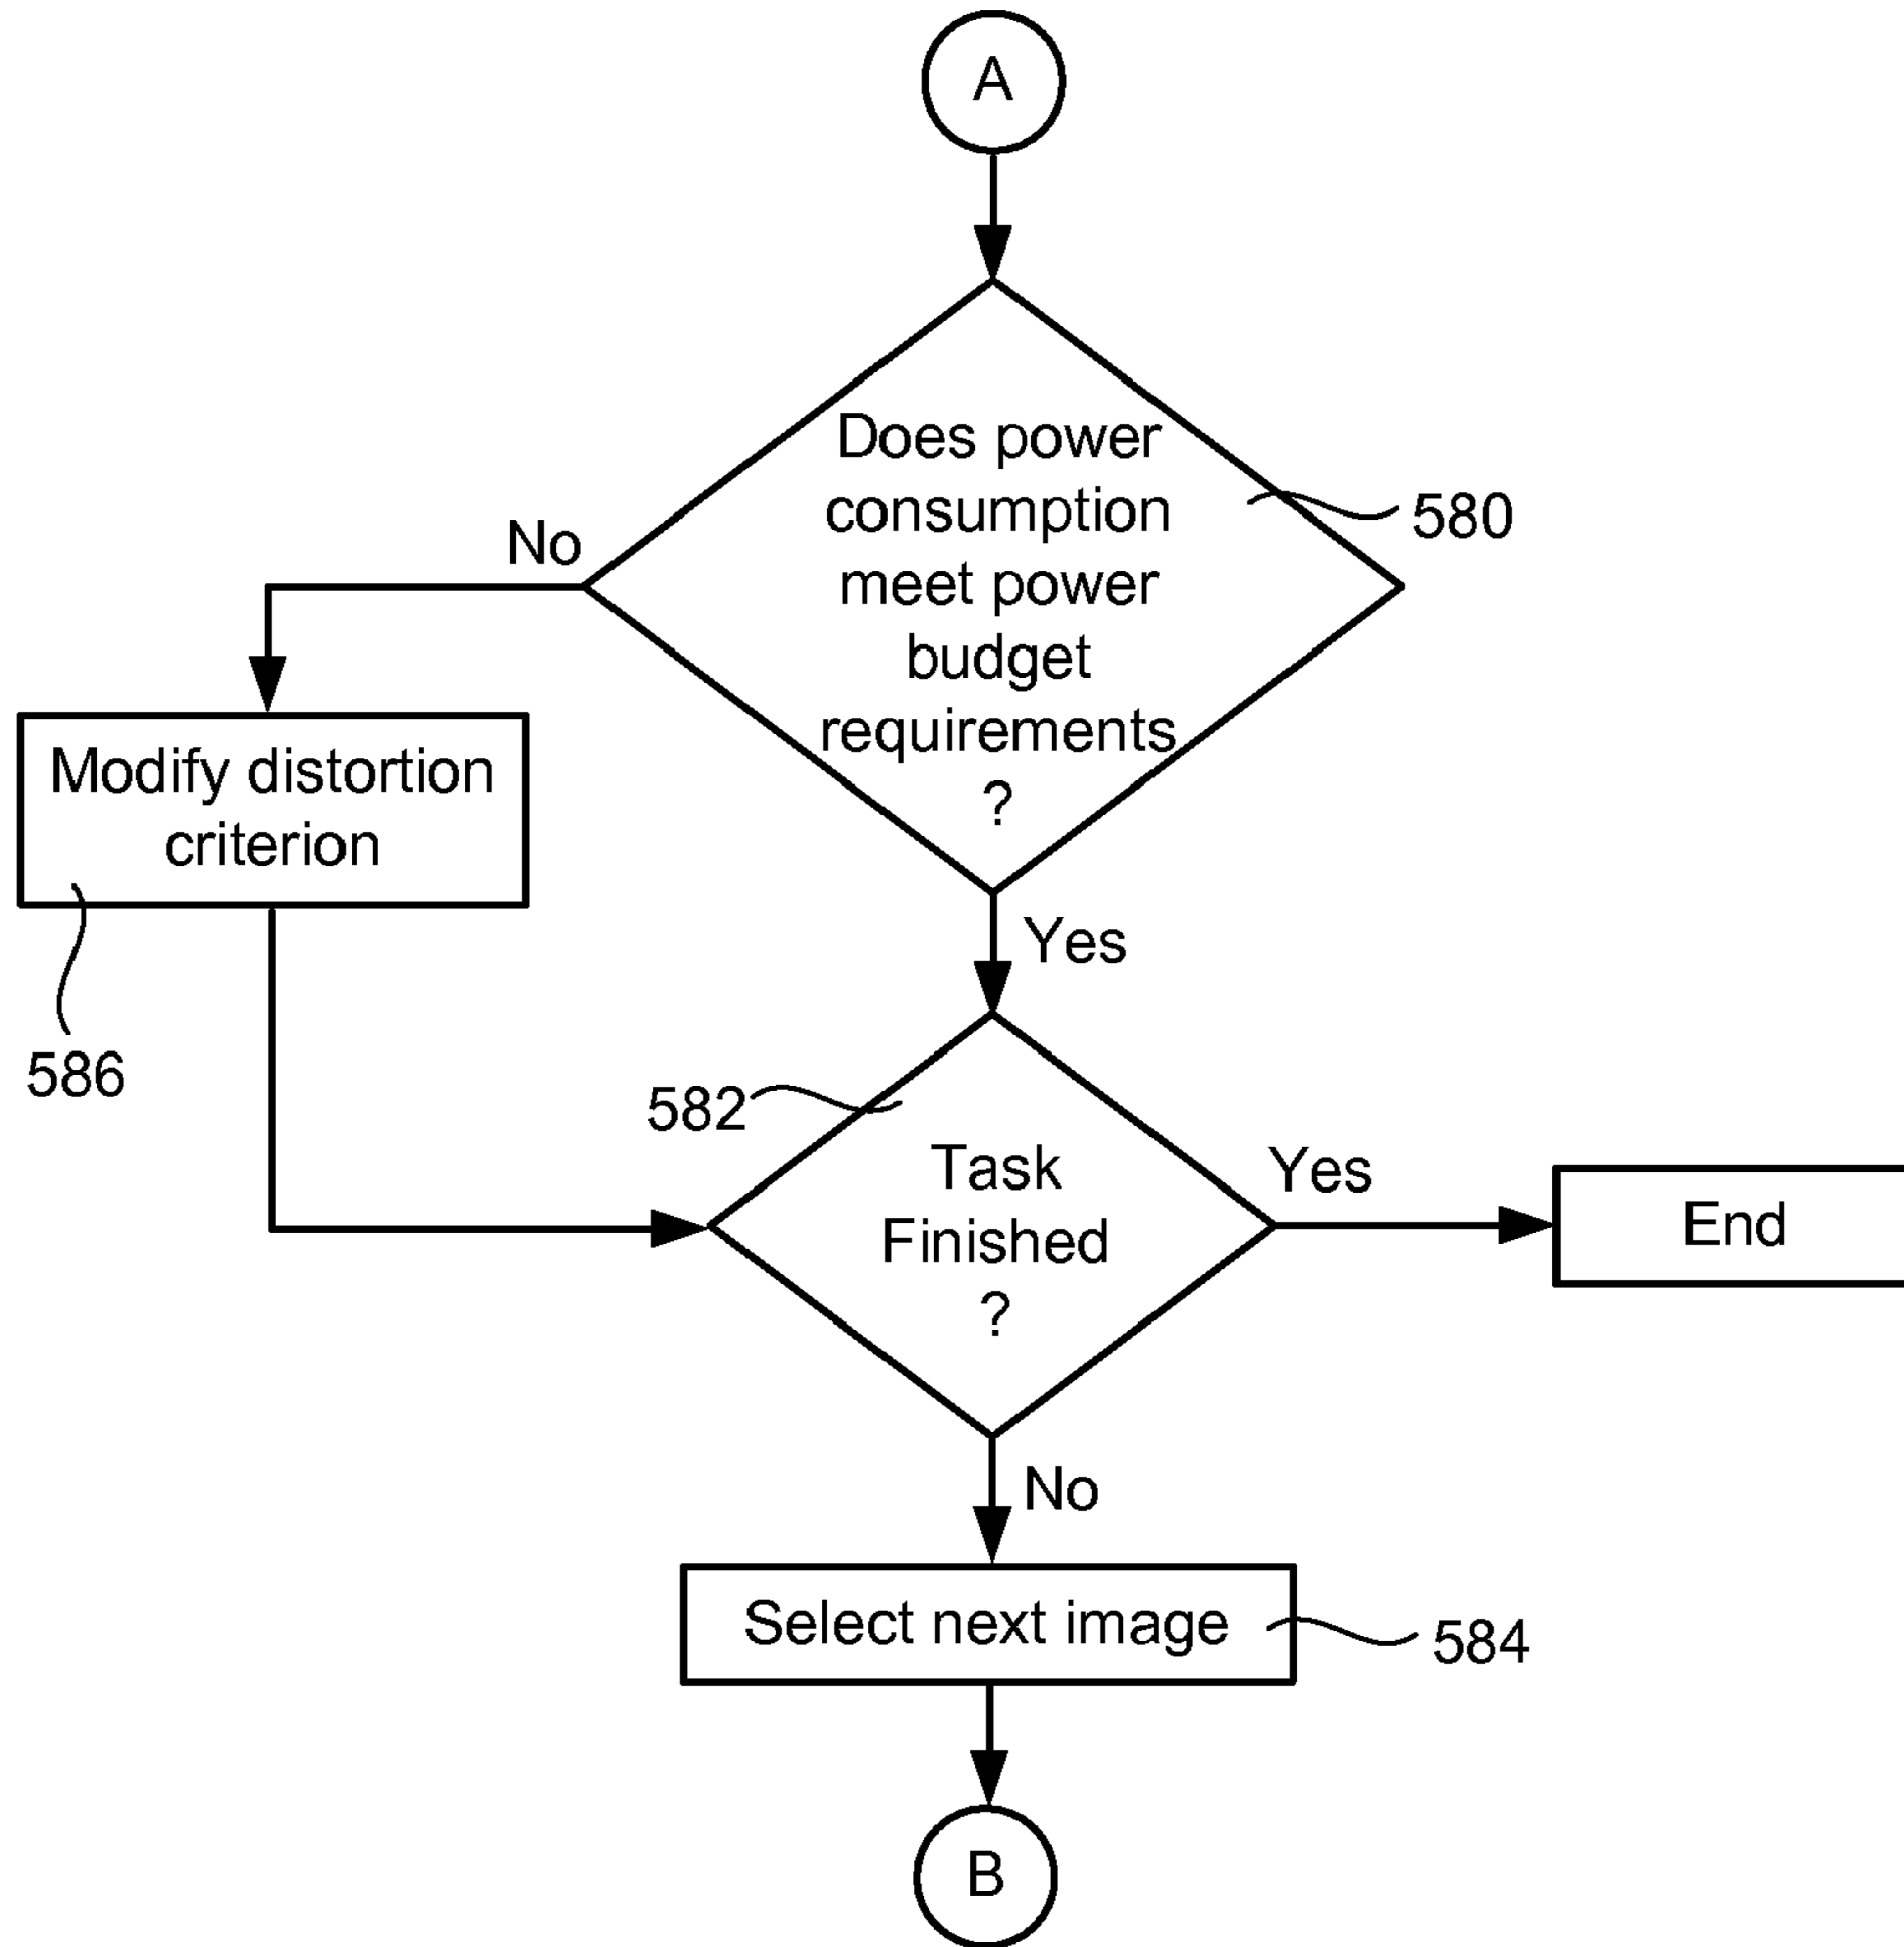 A
Does power
consumption
meet power
budget
requirements
?
580
No
Modify distortion
criterion
586
Yes
582
Task
Finished
?
Yes
End
No
Select next image
584
B